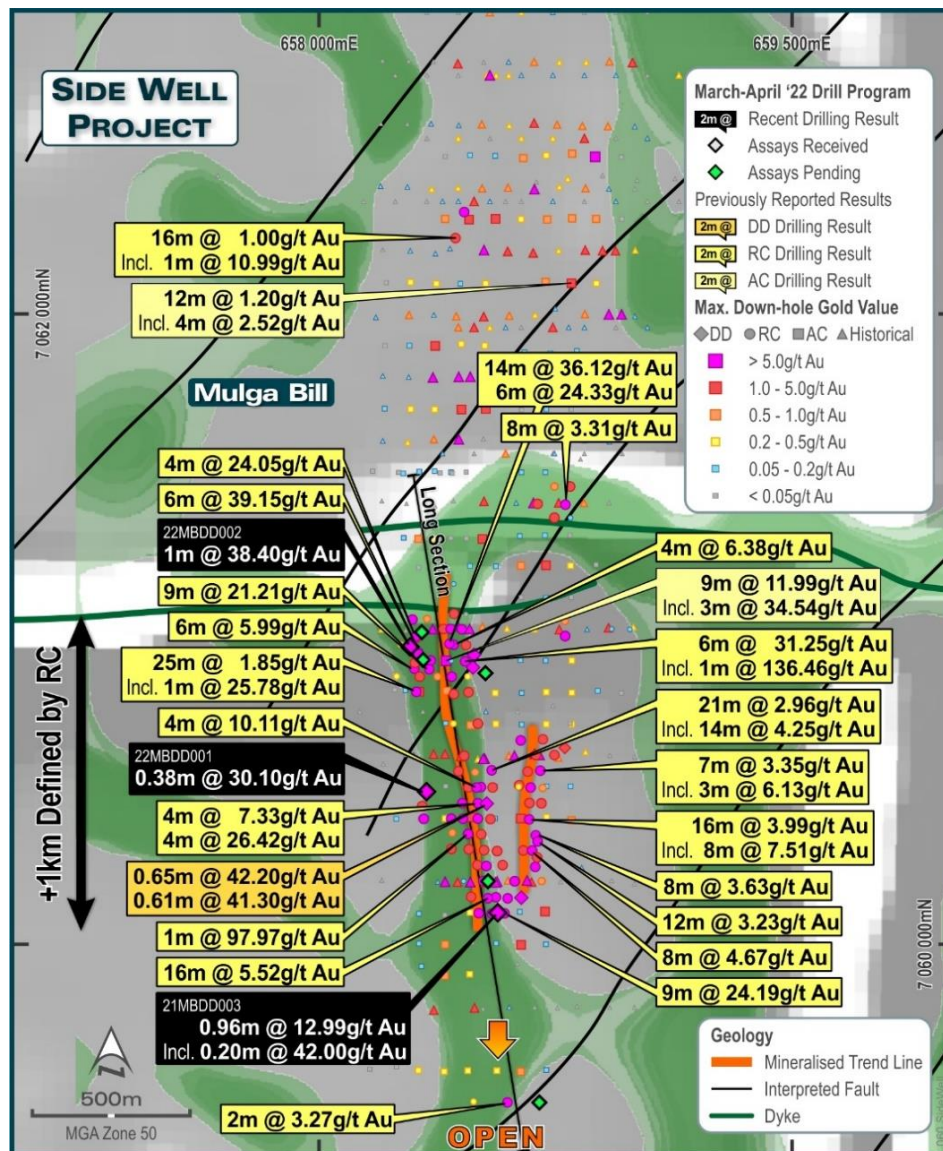 658 000mE
659 500mE
SIDE WELL
PROJECT
March-April '22 Drill Program
2m @ Recent Drilling Result
Assays Received
Assays Pending
Previously Reported Results
2m @ DD Drilling Result
2m @ RC Drilling Result
2m @ AC Drilling Result
Max. Down-hole Gold Value
DD RC AC Historical
> 5.0g/t Au
1.0 - 5.0g/t Au
0.5 - 1.0g/t Au
0.2 - 0.5g/t Au
0.05 - 0.2g/t Au
< 0.05g/t Au
7 062 000mN
16m @ 1.00g/t Au
Incl. 1m @ 10.99g/t Au
12m @ 1.20g/t Au
Incl. 4m @ 2.52g/t Au
Mulga Bill
14m @ 36.12g/t Au
6m @ 24.33g/t Au
8m @ 3.31g/t Au
Long Section
4m @ 24.05g/t Au
6m @ 39.15g/t Au
22MBDD002
1m @ 38.40g/t Au
9m @ 21.21g/t Au
6m @ 5.99g/t Au
25m @ 1.85g/t Au
Incl. 1m @ 25.78g/t Au
4m @ 10.11g/t Au
22MBDD001
0.38m @ 30.10g/t Au
4m @ 7.33g/t Au
4m @ 26.42g/t Au
0.65m @ 42.20g/t Au
0.61m @ 41.30g/t Au
1m @ 97.97g/t Au
16m @ 5.52g/t Au
21MBDD003
0.96m @ 12.99g/t Au
Incl. 0.20m @ 42.00g/t Au
+1km Defined by RC
4m @ 6.38g/t Au
9m @ 11.99g/t Au
Incl. 3m @ 34.54g/t Au
6m @ 31.25g/t Au
Incl. 1m @ 136.46g/t Au
21m @ 2.96g/t Au
Incl. 14m @ 4.25g/t Au
7m @ 3.35g/t Au
Incl. 3m @ 6.13g/t Au
16m @ 3.99g/t Au
Incl. 8m @ 7.51g/t Au
8m @ 3.63g/t Au
12m @ 3.23g/t Au
8m @ 4.67g/t Au
9m @ 24.19g/t Au
7 060 000mN
2m @ 3.27g/t Au
OPEN
500m
MGA Zone 50
Geology
Mineralised Trend Line
Interpreted Fault
Dyke